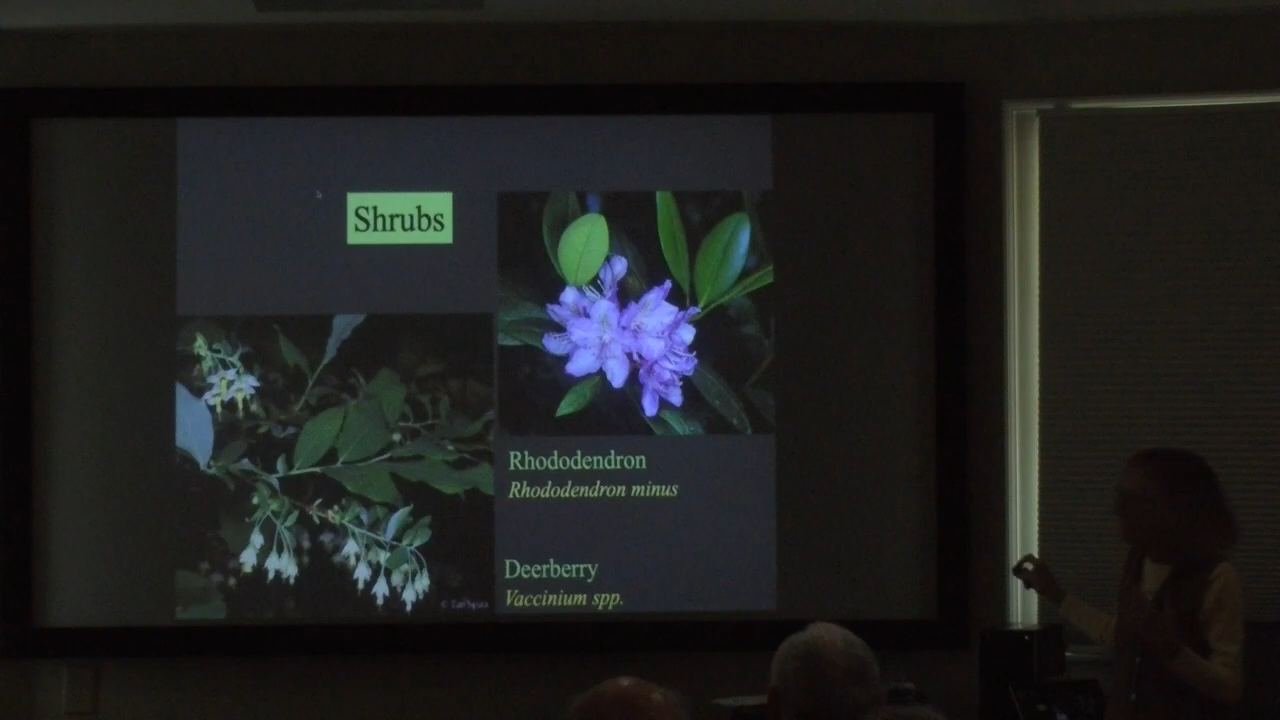 Shrubs
Rhododendron
Rhododendron minus
Deerberry
Vaccinium spp.